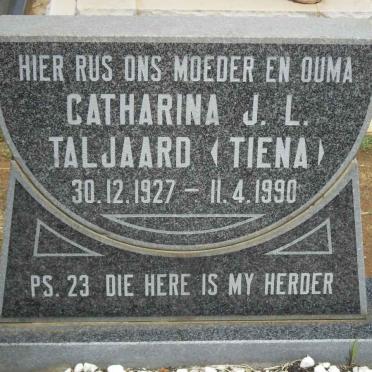 HIER RUS ONS MOEDER EN OUMA
CATHARINA J. L.
TALJAARD (TIENA)
30.12.1927 – 11.4.1990
PS. 23 DIE HERE IS MY HERDER